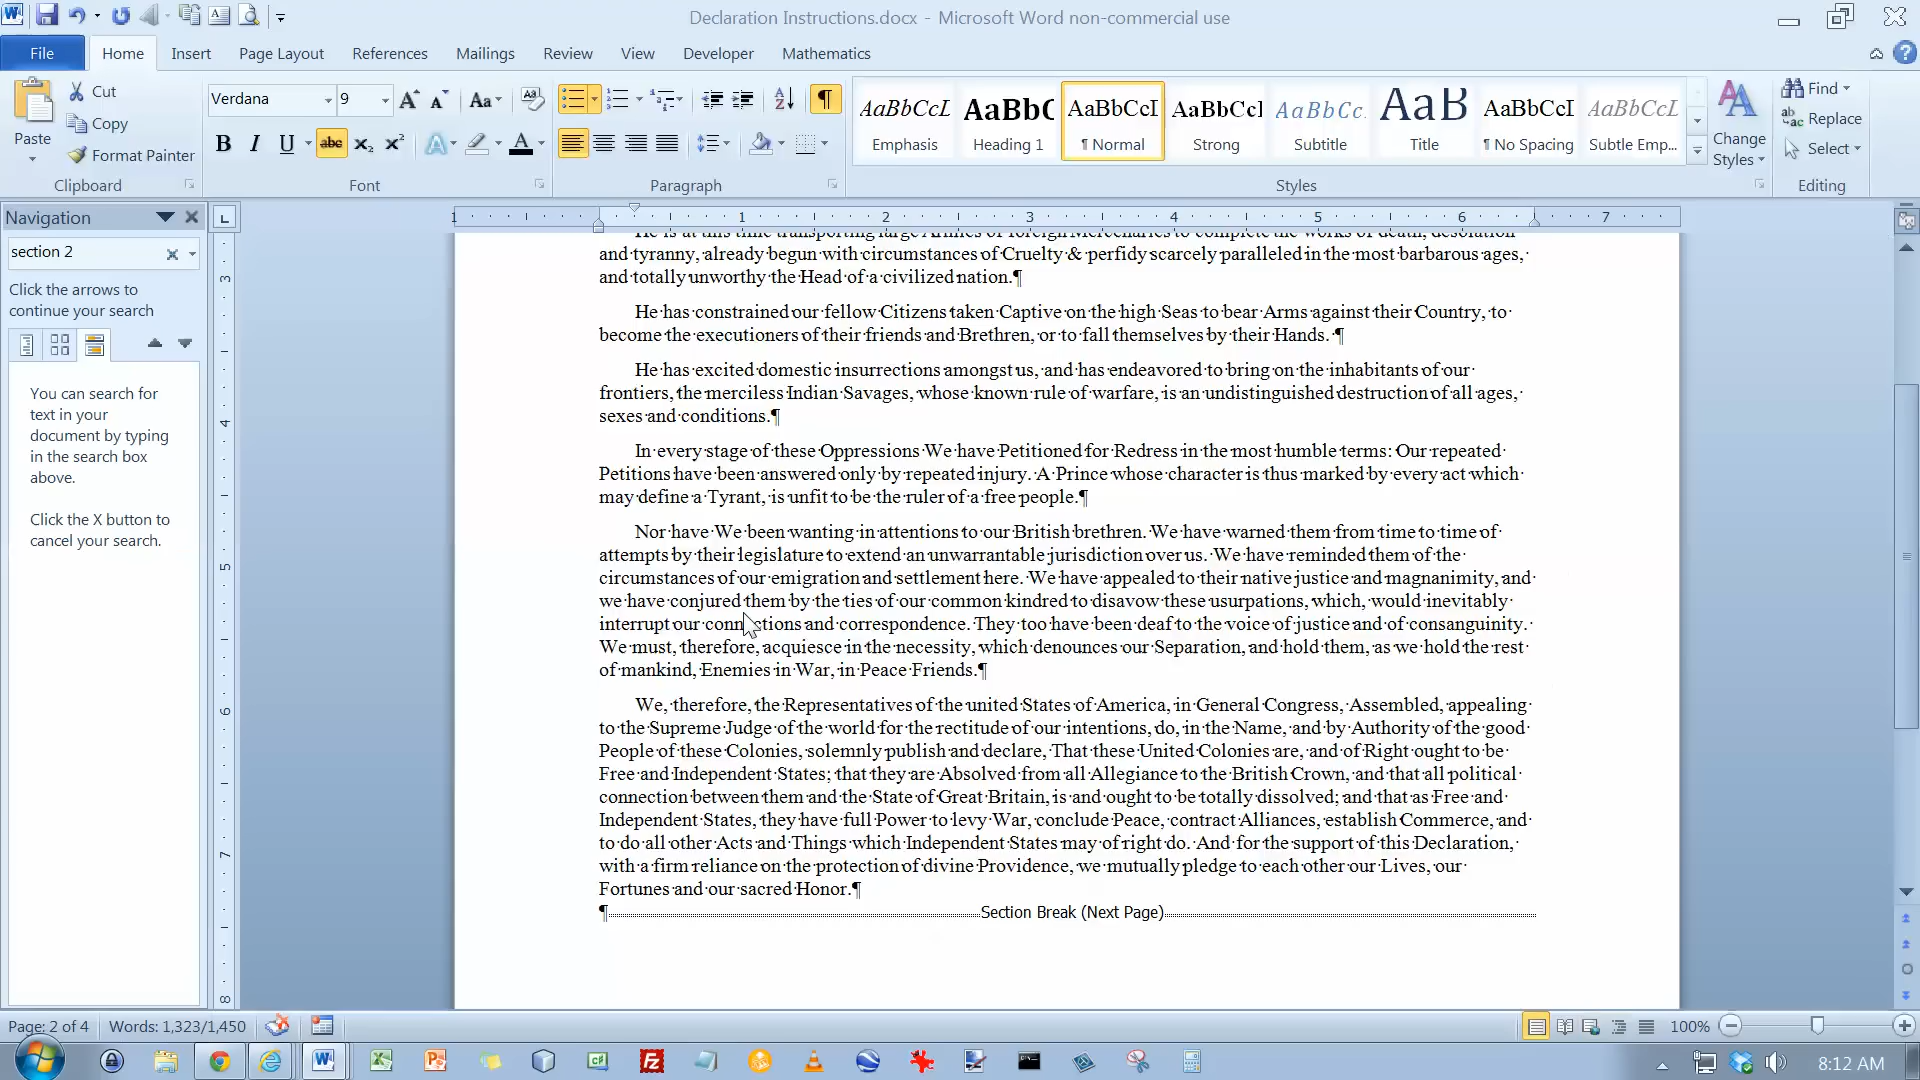 Declaration Instructions.docx - Microsoft Word non-commercial use
File Home Insert Page Layout References Mailings Review View Developer Mathematics
Paste
Cut
Copy
Format Painter
Clipboard
Verdana 9
B I U abc x₂ x²
Font
Paragraph
AaBbCcL AaBbC AaBbCcI AaBbCcl AaBbCc. AaB AaBbCcI AaBbCcL
Emphasis Heading 1 ¶ Normal Strong Subtitle Title ¶ No Spacing Subtle Emp...
Change
Styles
Styles
Find
Replace
Select
Editing
Navigation
section 2
Click the arrows to
continue your search
You can search for
text in your
document by typing
in the search box
above.
Click the X button to
cancel your search.
1 1 2 3 4 5 6 7
3
4
5
6
7
8
He is at this time transporting large Armies of foreign Mercenaries to complete the works of death, desolation
and tyranny, already begun with circumstances of Cruelty & perfidy scarcely paralleled in the most barbarous ages,
and totally unworthy the Head of a civilized nation.¶
He has constrained our fellow Citizens taken Captive on the high Seas to bear Arms against their Country, to
become the executioners of their friends and Brethren, or to fall themselves by their Hands. ¶
He has excited domestic insurrections amongst us, and has endeavored to bring on the inhabitants of our
frontiers, the merciless Indian Savages, whose known rule of warfare, is an undistinguished destruction of all ages,
sexes and conditions.¶
In every stage of these Oppressions We have Petitioned for Redress in the most humble terms: Our repeated
Petitions have been answered only by repeated injury. A Prince whose character is thus marked by every act which
may define a Tyrant, is unfit to be the ruler of a free people.¶
Nor have We been wanting in attentions to our British brethren. We have warned them from time to time of
attempts by their legislature to extend an unwarrantable jurisdiction over us. We have reminded them of the
circumstances of our emigration and settlement here. We have appealed to their native justice and magnanimity, and
we have conjured them by the ties of our common kindred to disavow these usurpations, which, would inevitably
interrupt our connections and correspondence. They too have been deaf to the voice of justice and of consanguinity.
We must, therefore, acquiesce in the necessity, which denounces our Separation, and hold them, as we hold the rest
of mankind, Enemies in War, in Peace Friends.¶
We, therefore, the Representatives of the united States of America, in General Congress, Assembled, appealing
to the Supreme Judge of the world for the rectitude of our intentions, do, in the Name, and by Authority of the good
People of these Colonies, solemnly publish and declare, That these United Colonies are, and of Right ought to be
Free and Independent States; that they are Absolved from all Allegiance to the British Crown, and that all political
connection between them and the State of Great Britain, is and ought to be totally dissolved; and that as Free and
Independent States, they have full Power to levy War, conclude Peace, contract Alliances, establish Commerce, and
to do all other Acts and Things which Independent States may of right do. And for the support of this Declaration,
with a firm reliance on the protection of divine Providence, we mutually pledge to each other our Lives, our
Fortunes and our sacred Honor.¶
¶ Section Break (Next Page)
Page: 2 of 4 Words: 1,323/1,450 100%
8:12 AM